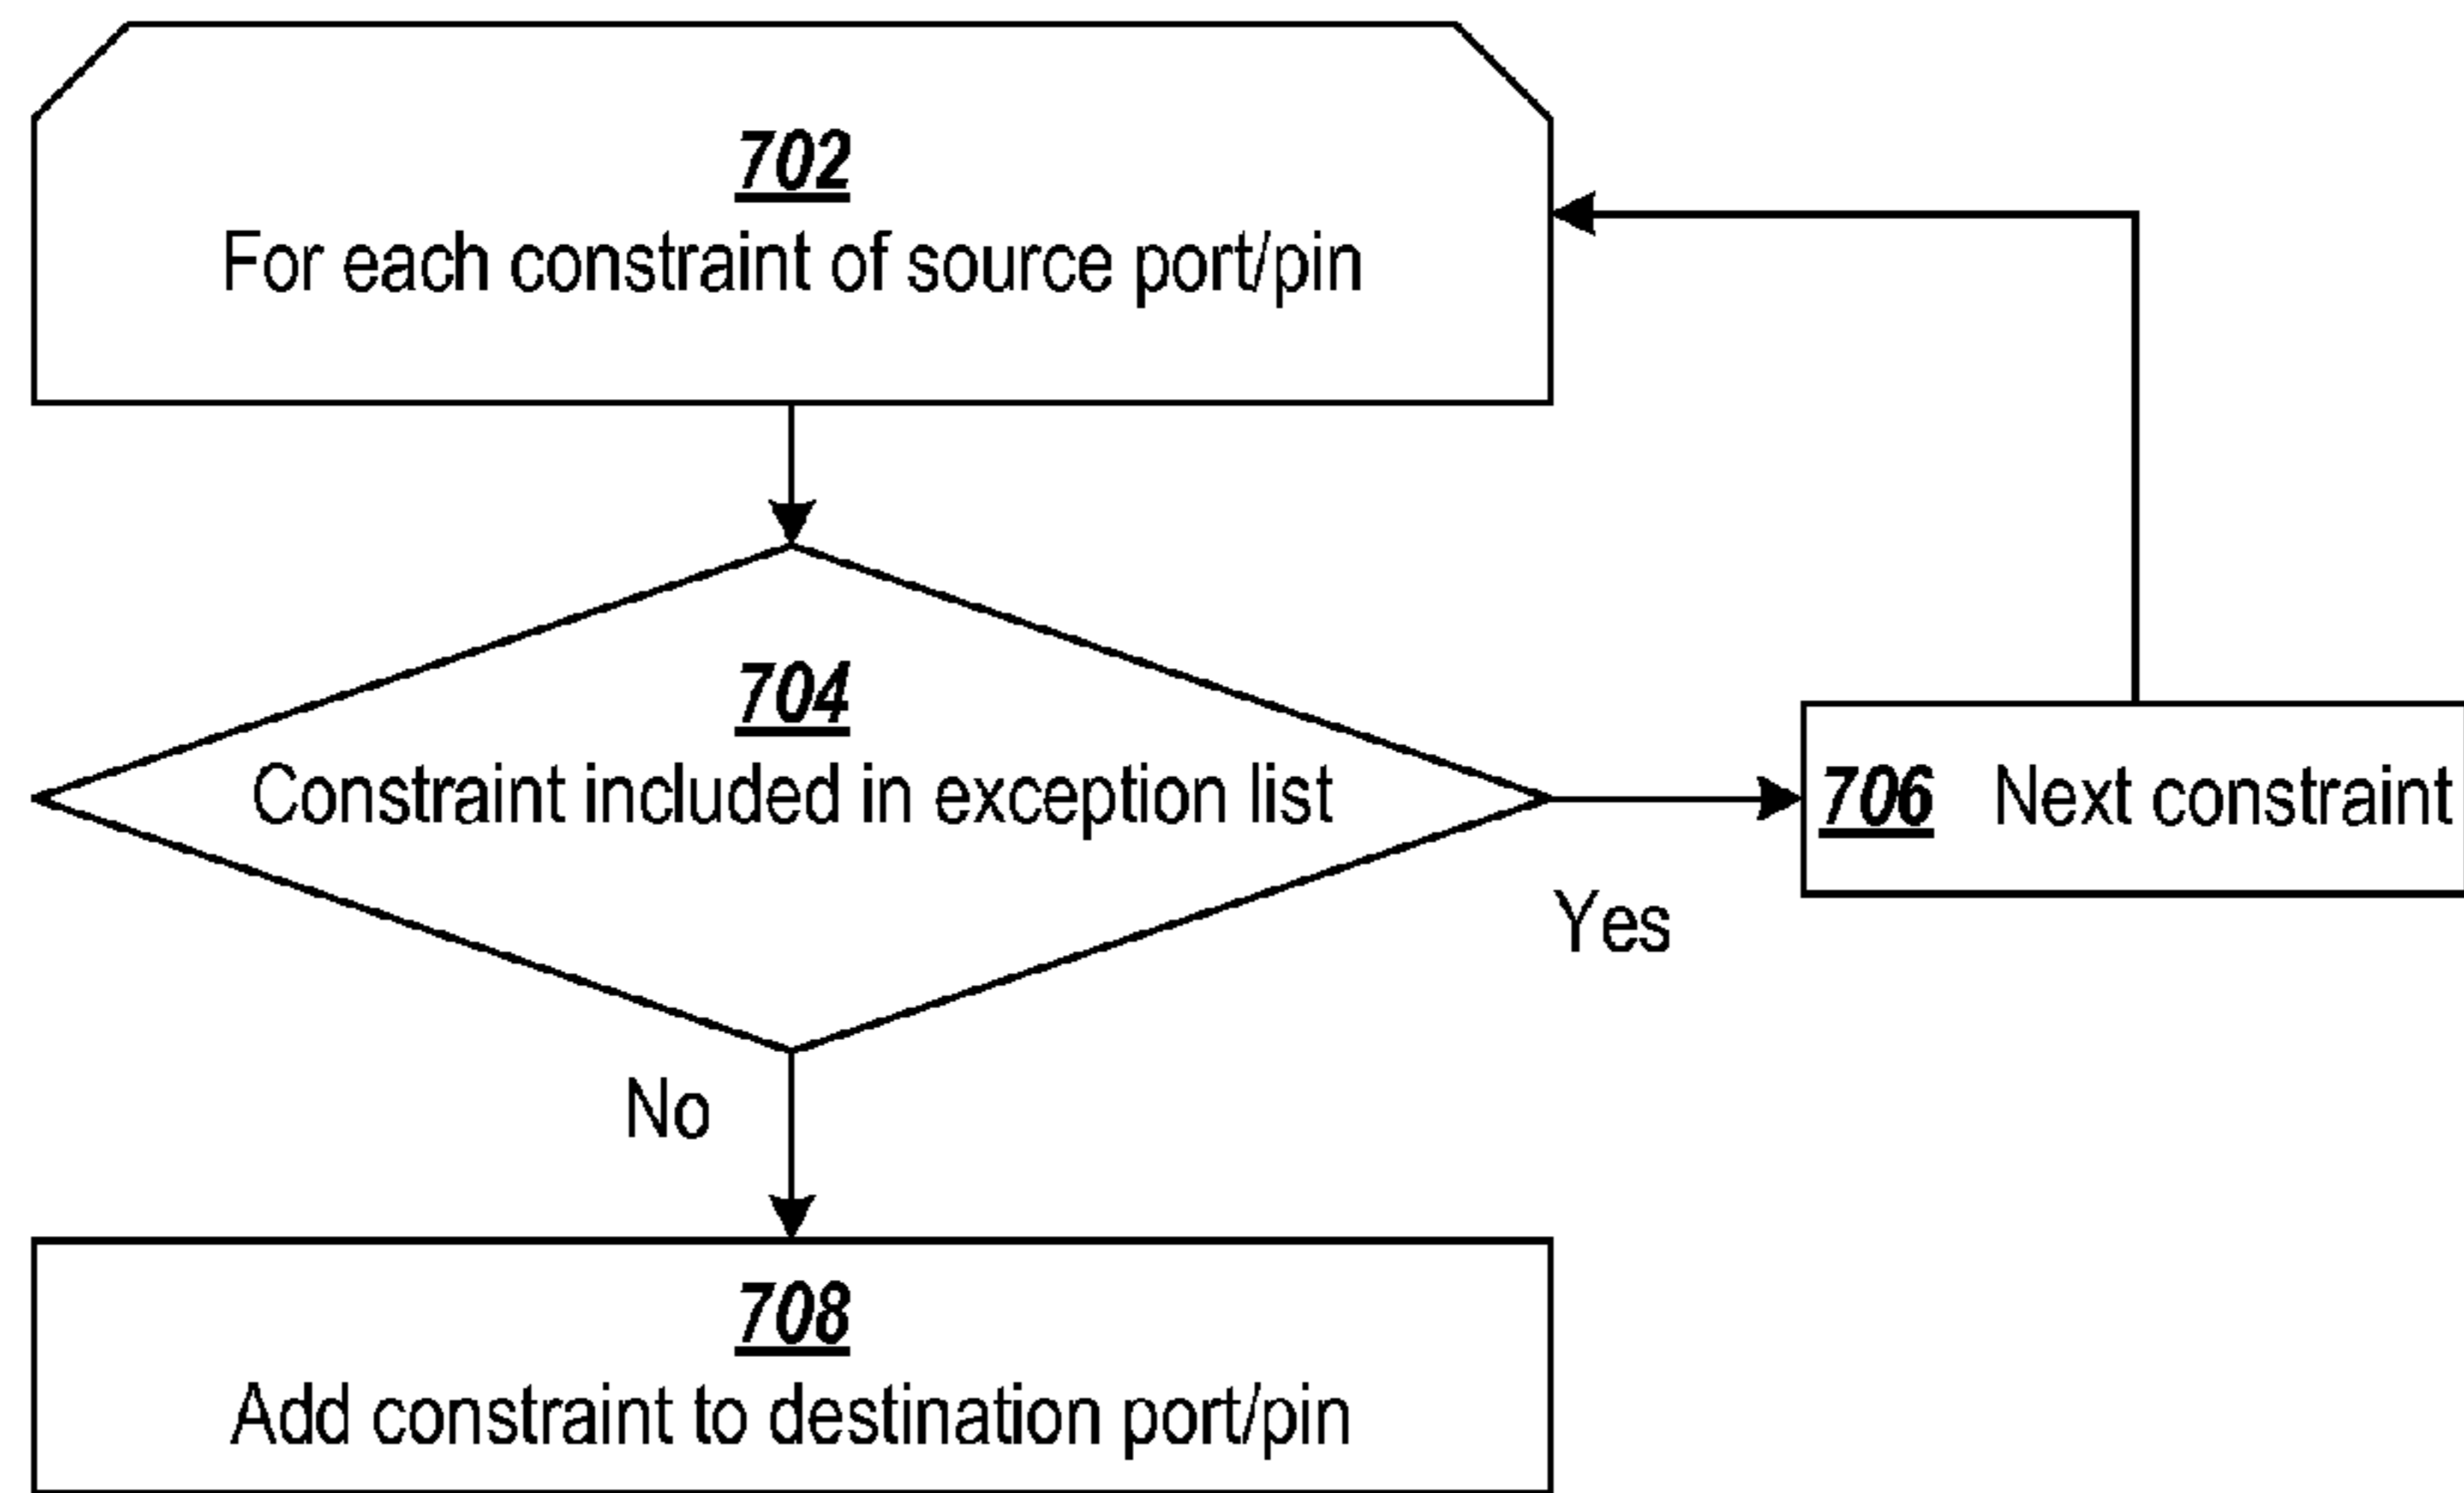 702
For each constraint of source port/pin
704
Constraint included in exception list
706 Next constraint
Yes
No
708
Add constraint to destination port/pin